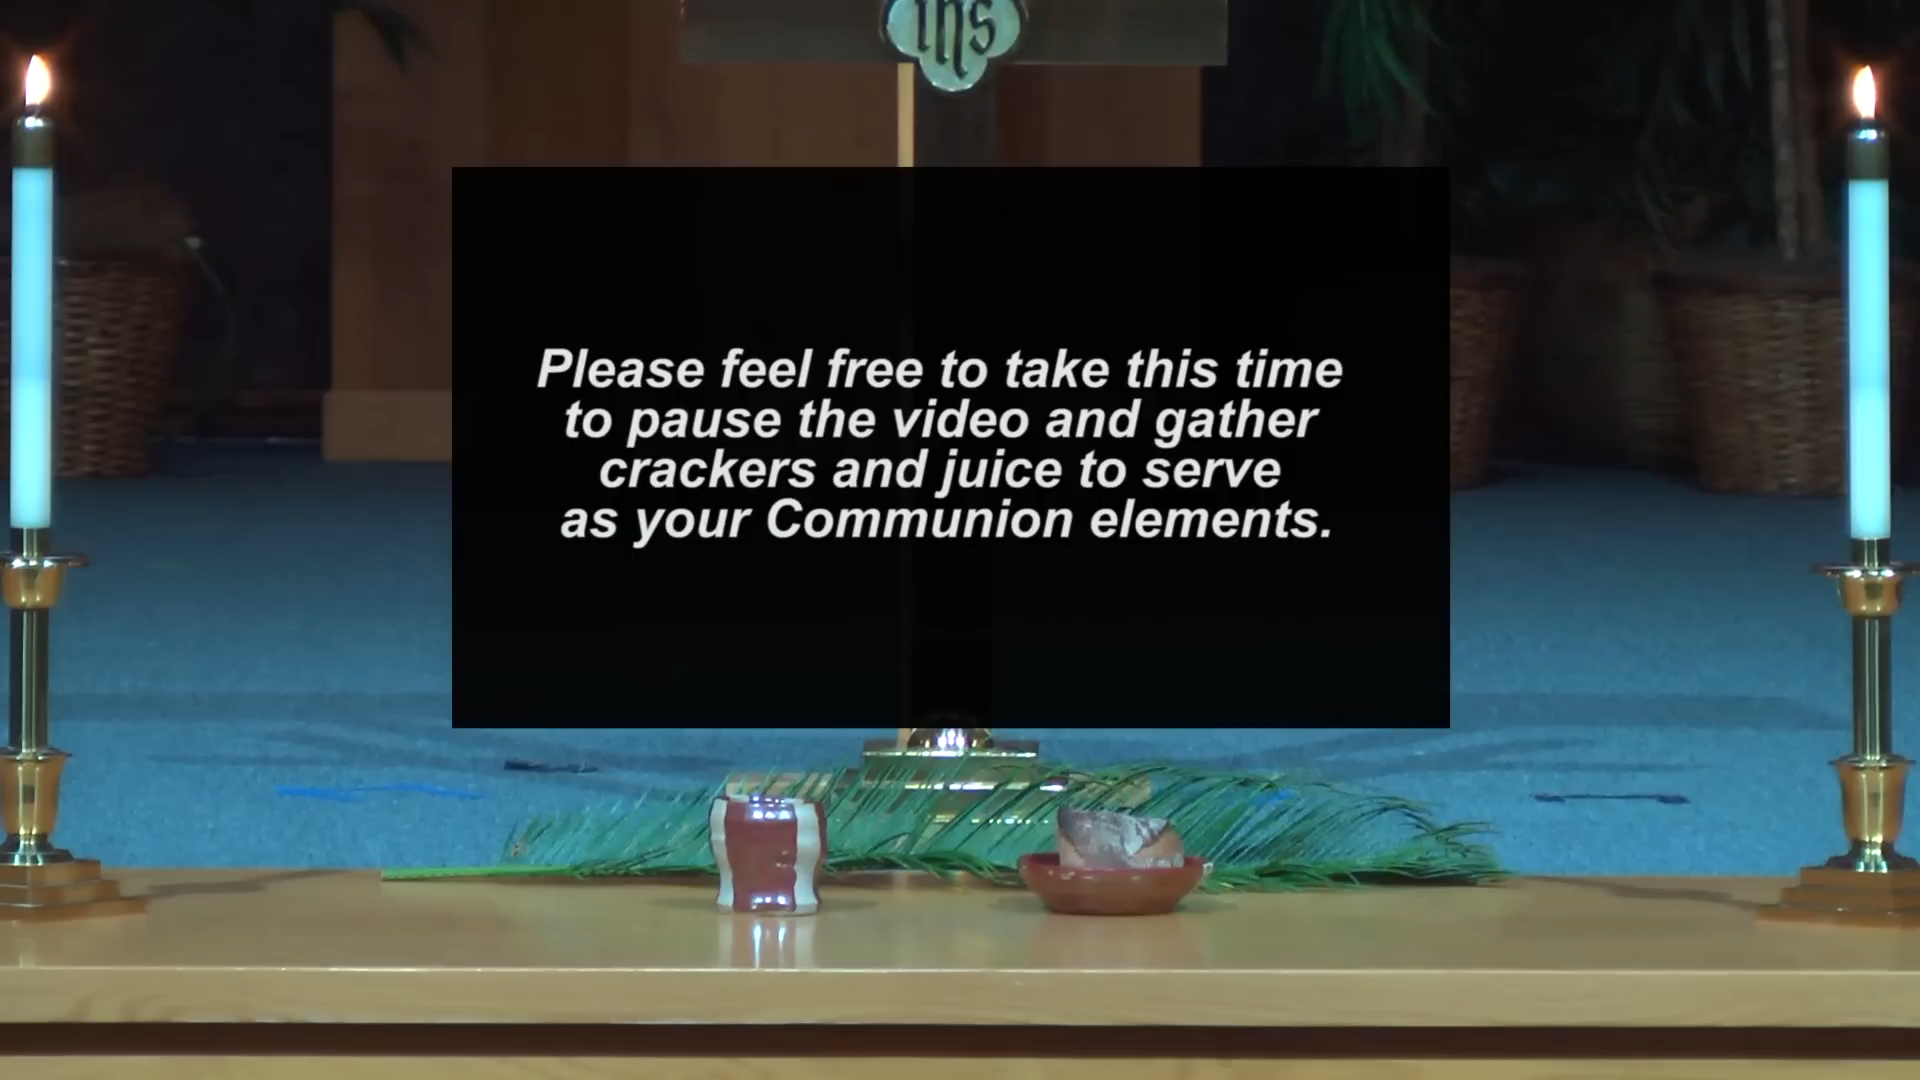 ihs
Please feel free to take this time
to pause the video and gather
crackers and juice to serve
as your Communion elements.